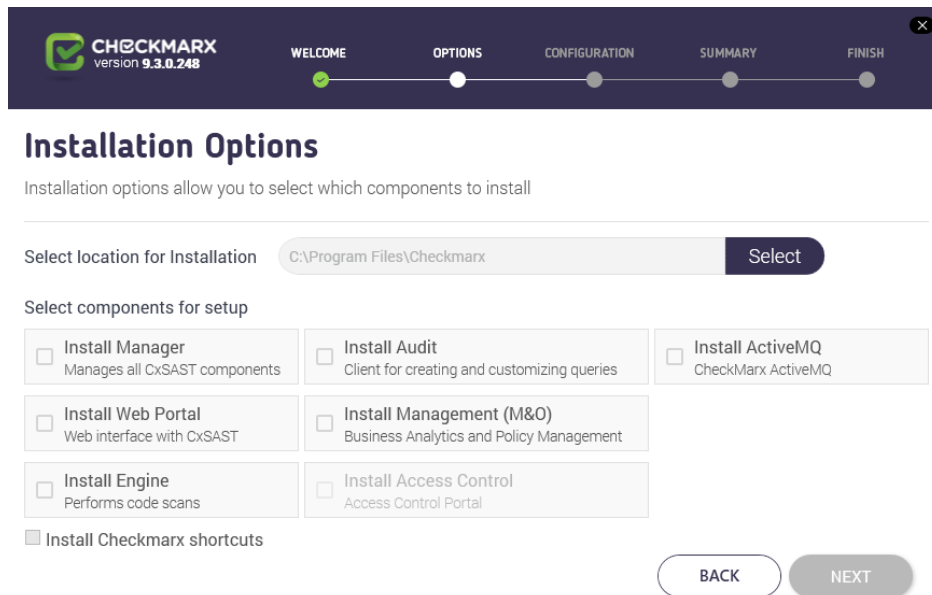 CHECKMARX
version 9.3.0.248
WELCOME
OPTIONS
CONFIGURATION
SUMMARY
FINISH
Installation Options
Installation options allow you to select which components to install
Select location for Installation
C:\Program Files\Checkmarx
Select
Select components for setup
Install Manager
Manages all CxSAST components
Install Audit
Client for creating and customizing queries
Install ActiveMQ
CheckMarx ActiveMQ
Install Web Portal
Web interface with CxSAST
Install Management (M&O)
Business Analytics and Policy Management
Install Engine
Performs code scans
Install Access Control
Access Control Portal
Install Checkmarx shortcuts
BACK
NEXT